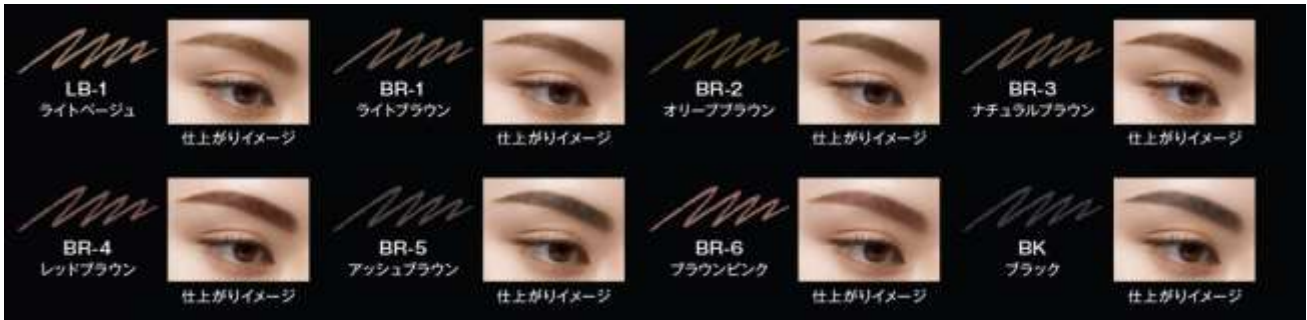 LB-1
ライトベージュ
仕上がりイメージ
BR-1
ライトブラウン
仕上がりイメージ
BR-2
オリーブブラウン
仕上がりイメージ
BR-3
ナチュラルブラウン
仕上がりイメージ
BR-4
レッドブラウン
仕上がりイメージ
BR-5
アッシュブラウン
仕上がりイメージ
BR-6
ブラウンピンク
仕上がりイメージ
BK
ブラック
仕上がりイメージ